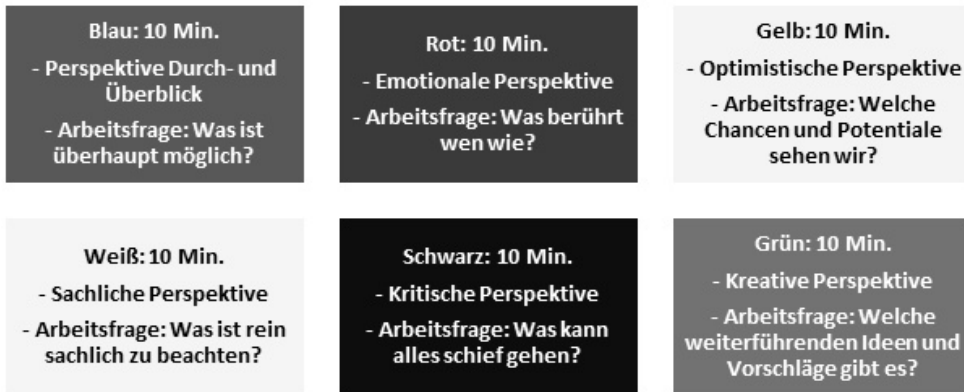 Blau: 10 Min.
- Perspektive Durch- und
Überblick
- Arbeitsfrage: Was ist
überhaupt möglich?
Rot: 10 Min.
- Emotionale Perspektive
- Arbeitsfrage: Was berührt
wen wie?
Gelb: 10 Min.
- Optimistische Perspektive
- Arbeitsfrage: Welche
Chancen und Potentiale
sehen wir?
Weiß: 10 Min.
- Sachliche Perspektive
- Arbeitsfrage: Was ist rein
sachlich zu beachten?
Schwarz: 10 Min.
- Kritische Perspektive
- Arbeitsfrage: Was kann
alles schief gehen?
Grün: 10 Min.
- Kreative Perspektive
- Arbeitsfrage: Welche
weiterführenden Ideen und
Vorschläge gibt es?